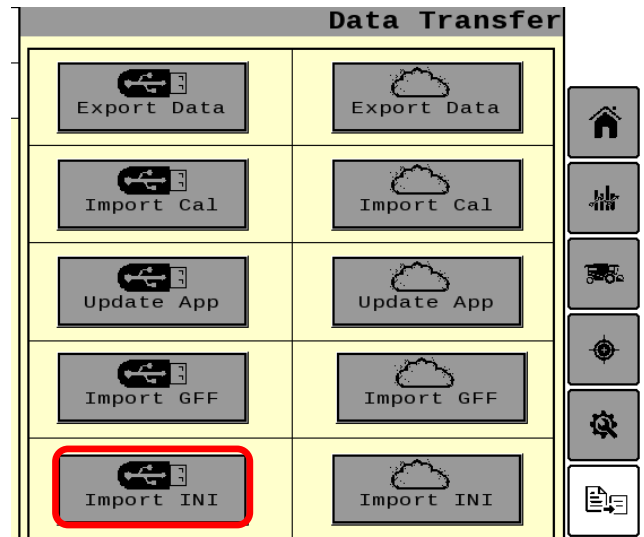 Data Transfer
Export Data
Export Data
Import Cal
Import Cal
Update App
Update App
Import GFF
Import GFF
Import INI
Import INI